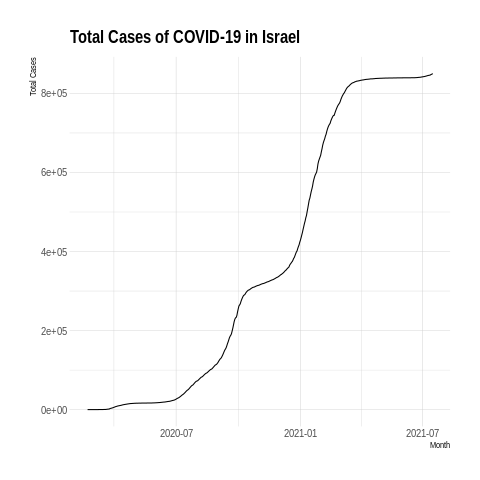 Total Cases of COVID-19 in Israel
Total Cases
8e+05
6e+05
4e+05
2e+05
0e+00
2020-07 2021-01 2021-07
Month